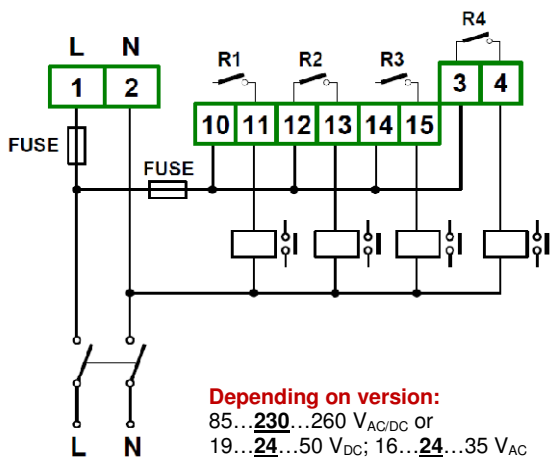 R4
L N
R1 R2 R3
1 2
3 4
10 11 12 13 14 15
FUSE
FUSE
Depending on version:
85...230...260 VAC/DC or
19...24...50 VDC; 16...24...35 VAC
L N